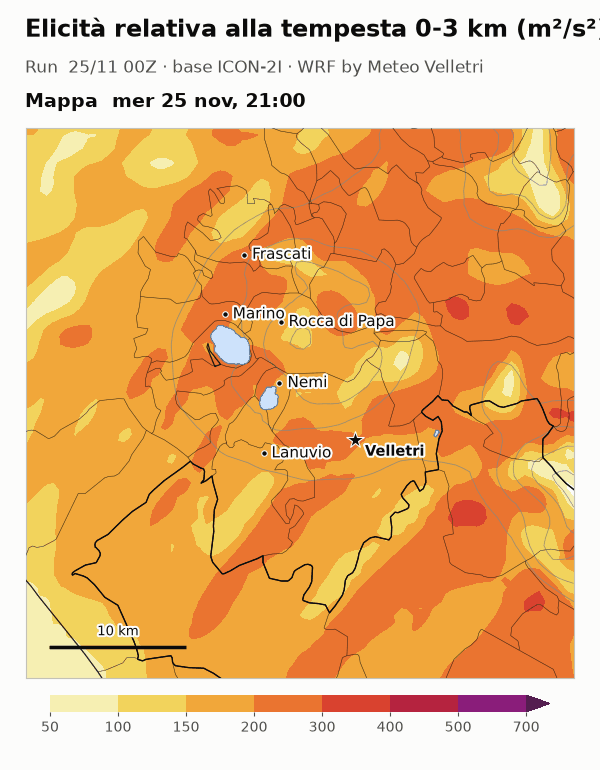 Elicità relativa alla tempesta 0-3 km (m²/s²)
Run  25/11 00Z · base ICON-2I · WRF by Meteo Velletri
Mappa  mer 25 nov, 21:00
Frascati
Marino
Rocca di Papa
Nemi
Lanuvio
Velletri
10 km
50 100 150 200 300 400 500 700